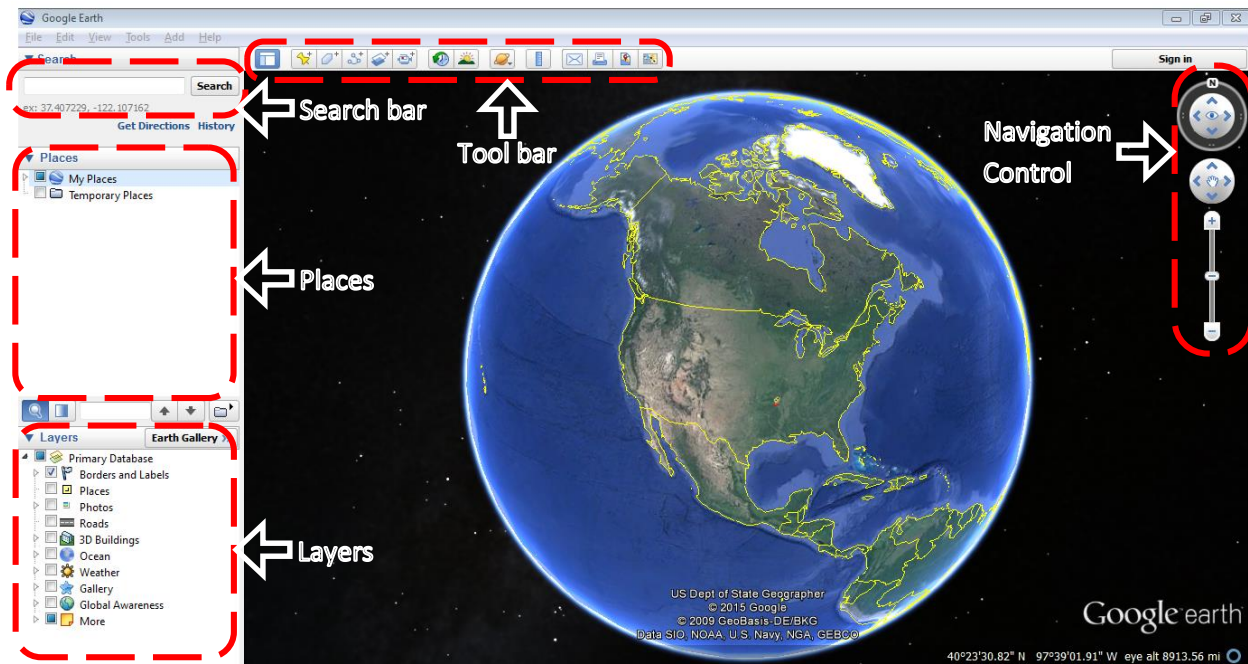 Google Earth
File Edit View Tools Add Help
Search
Search
ex: 37.407229, -122.107162
Get Directions History
Sign in
Search bar
Tool bar
N
Navigation
Control
Places
My Places
Temporary Places
Places
Layers
Earth Gallery
Primary Database
Borders and Labels
Places
Photos
Roads
3D Buildings
Ocean
Weather
Gallery
Global Awareness
More
Layers
US Dept of State Geographer
© 2015 Google
© 2009 GeoBasis-DE/BKG
Data SIO, NOAA, U.S. Navy, NGA, GEBCO
Google earth
40°23'30.82" N 97°39'01.91" W eye alt 8913.56 mi